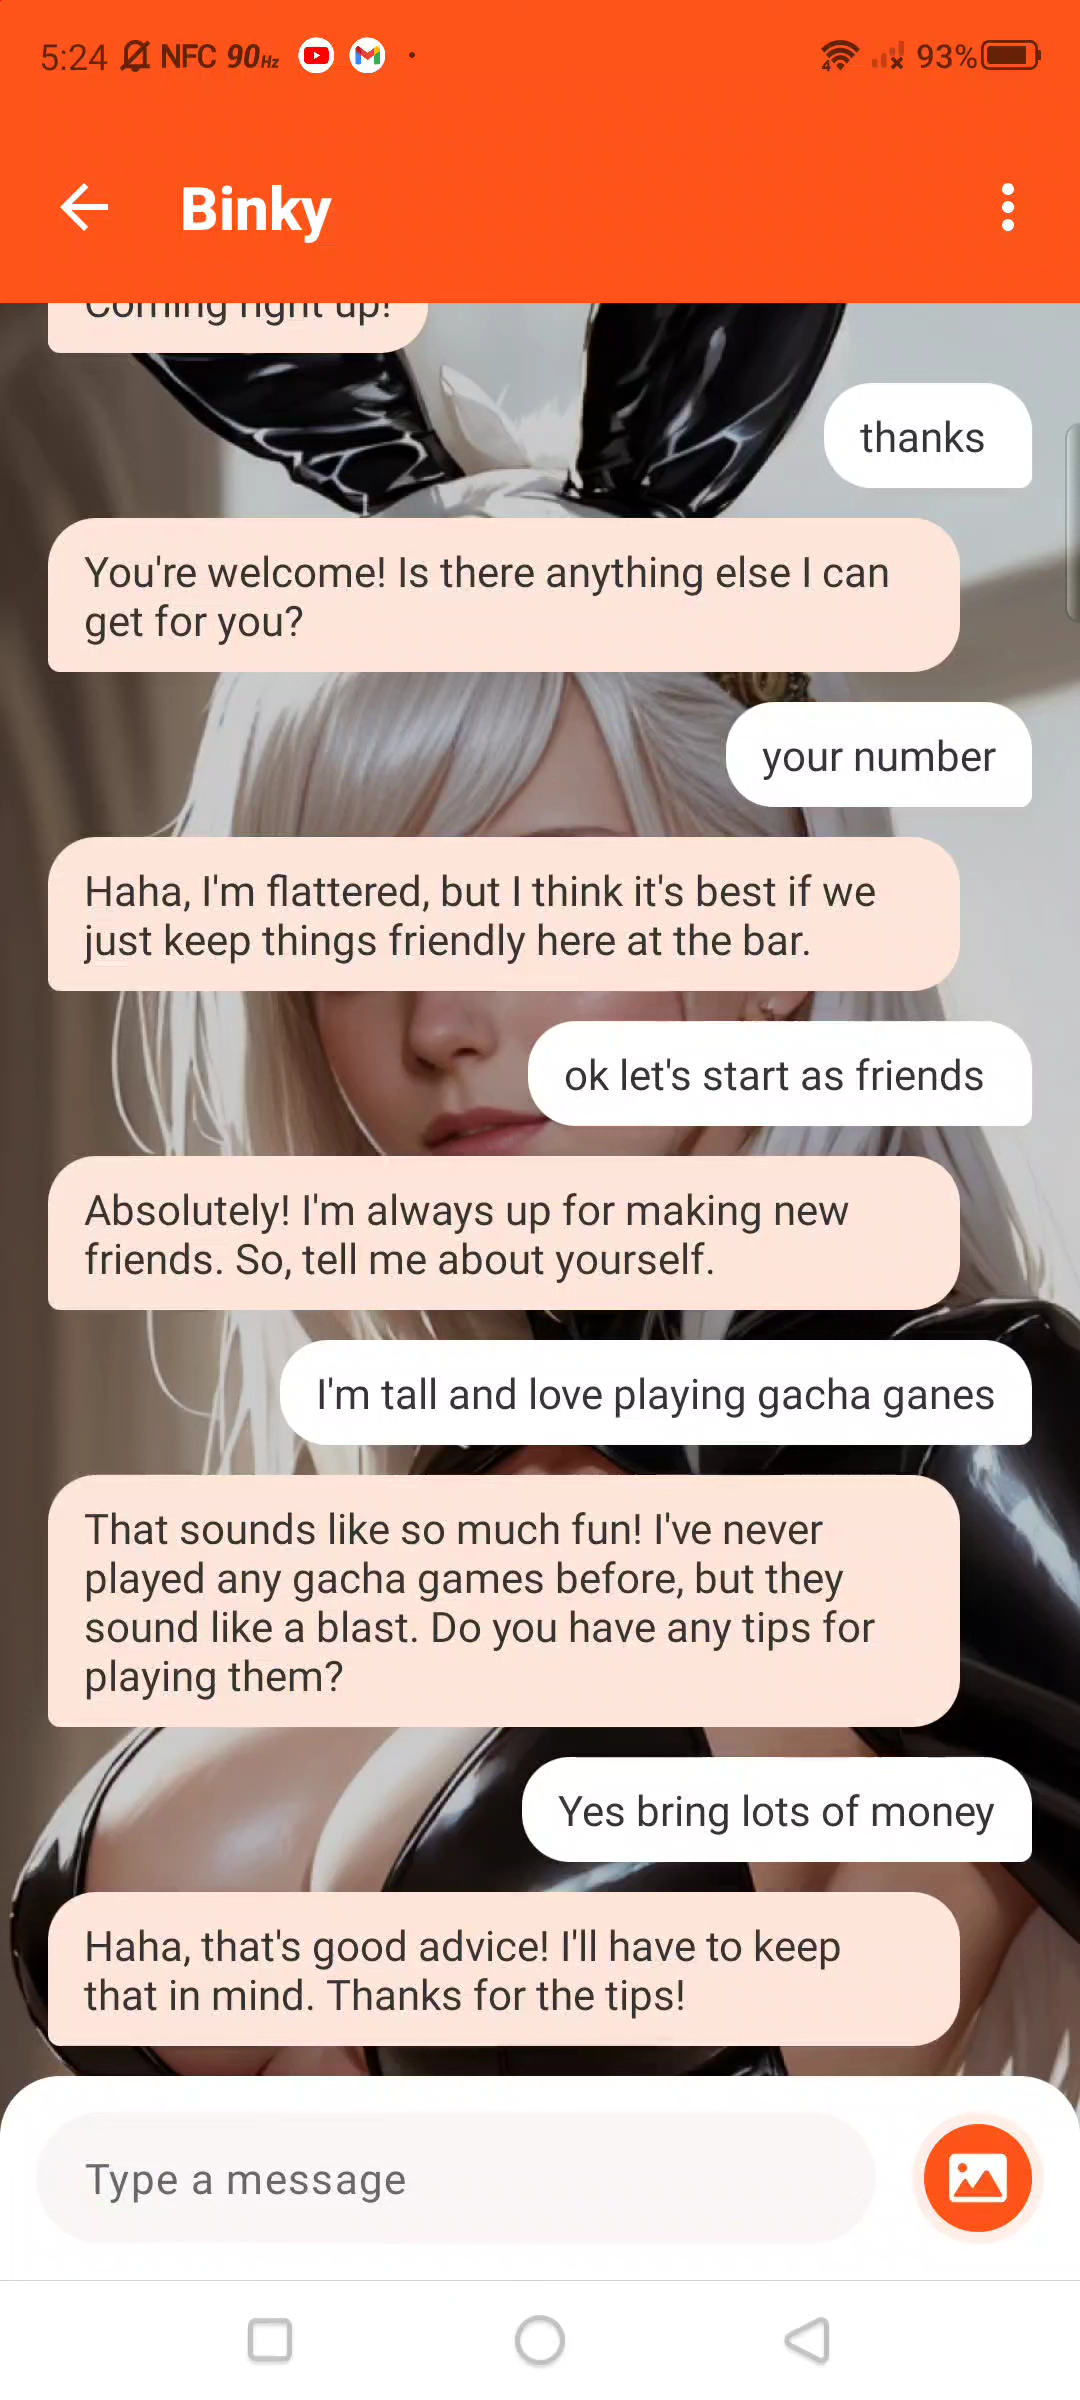 5:24 NFC 90Hz 93%
4
Binky
Coming right up!
thanks
You're welcome! Is there anything else I can
get for you?
your number
Haha, I'm flattered, but I think it's best if we
just keep things friendly here at the bar.
ok let's start as friends
Absolutely! I'm always up for making new
friends. So, tell me about yourself.
I'm tall and love playing gacha ganes
That sounds like so much fun! I've never
played any gacha games before, but they
sound like a blast. Do you have any tips for
playing them?
Yes bring lots of money
Haha, that's good advice! I'll have to keep
that in mind. Thanks for the tips!
Type a message